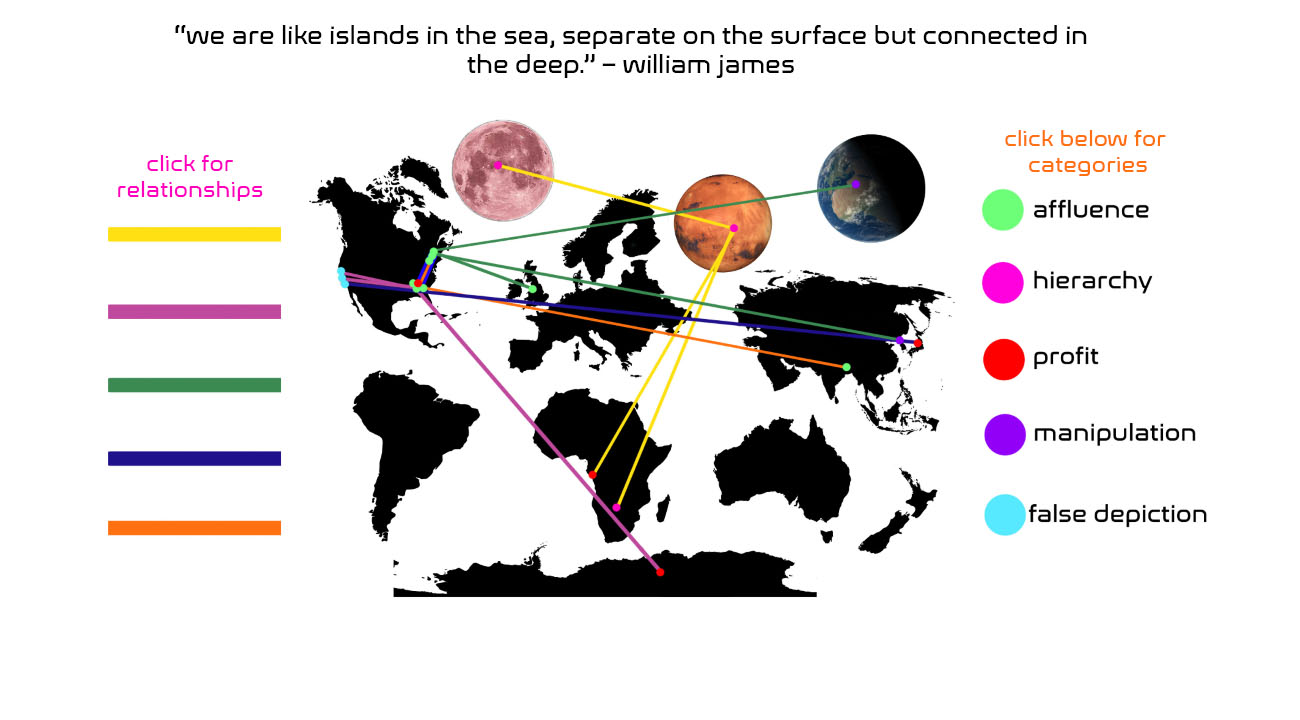 “we are like islands in the sea, separate on the surface but connected in
the deep.” – william james
click for
relationships
click below for
categories
affluence
hierarchy
profit
manipulation
false depiction